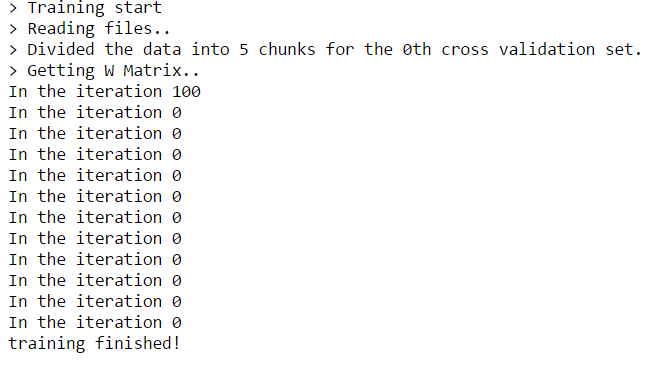 > Training start
> Reading files..
> Divided the data into 5 chunks for the 0th cross validation set.
> Getting W Matrix..
In the iteration 100
In the iteration 0
In the iteration 0
In the iteration 0
In the iteration 0
In the iteration 0
In the iteration 0
In the iteration 0
In the iteration 0
In the iteration 0
In the iteration 0
In the iteration 0
training finished!